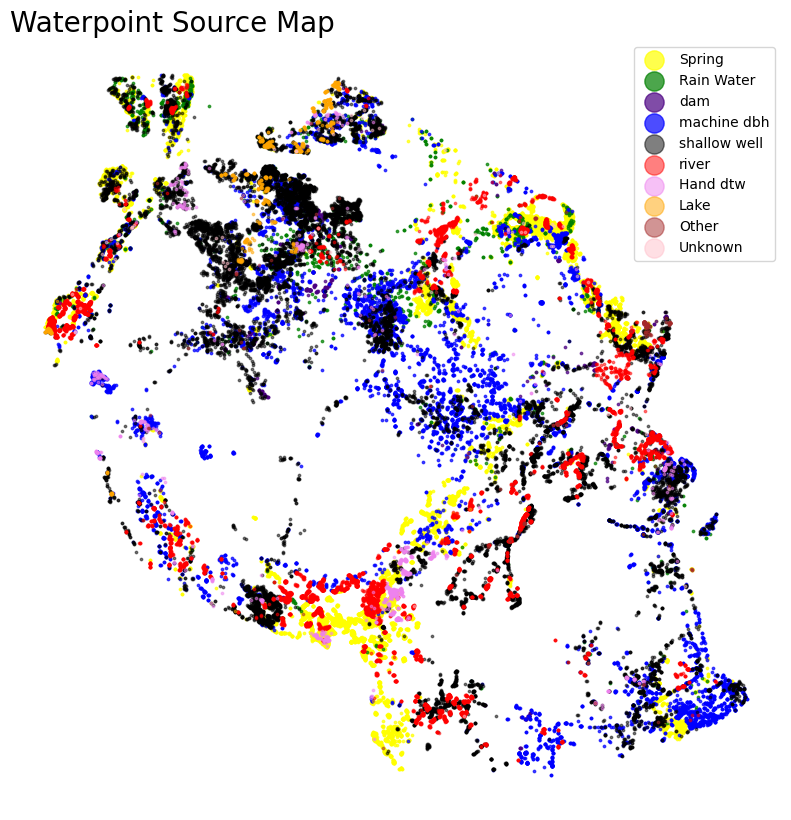 Waterpoint Source Map
Spring
Rain Water
dam
machine dbh
shallow well
river
Hand dtw
Lake
Other
Unknown